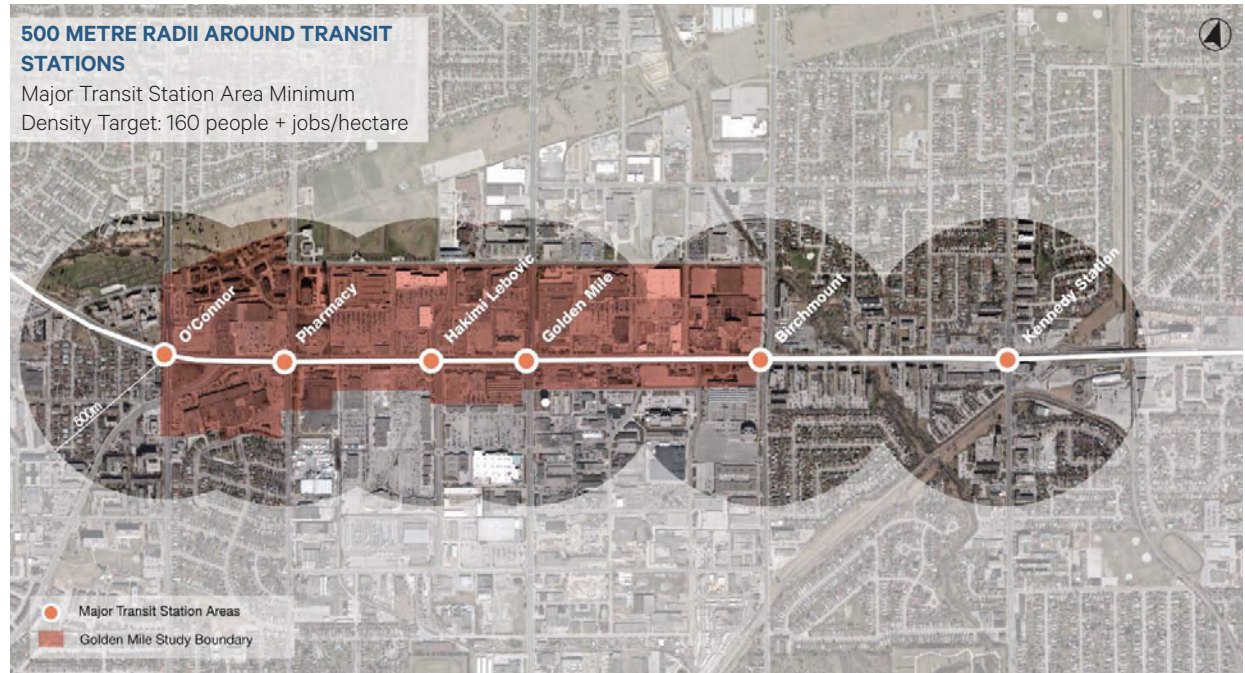 500 METRE RADII AROUND TRANSIT
STATIONS
Major Transit Station Area Minimum
Density Target: 160 people + jobs/hectare
O'Connor
Pharmacy
Hakimi Lebovic
Golden Mile
Birchmount
Kennedy Station
500m
Major Transit Station Areas
Golden Mile Study Boundary